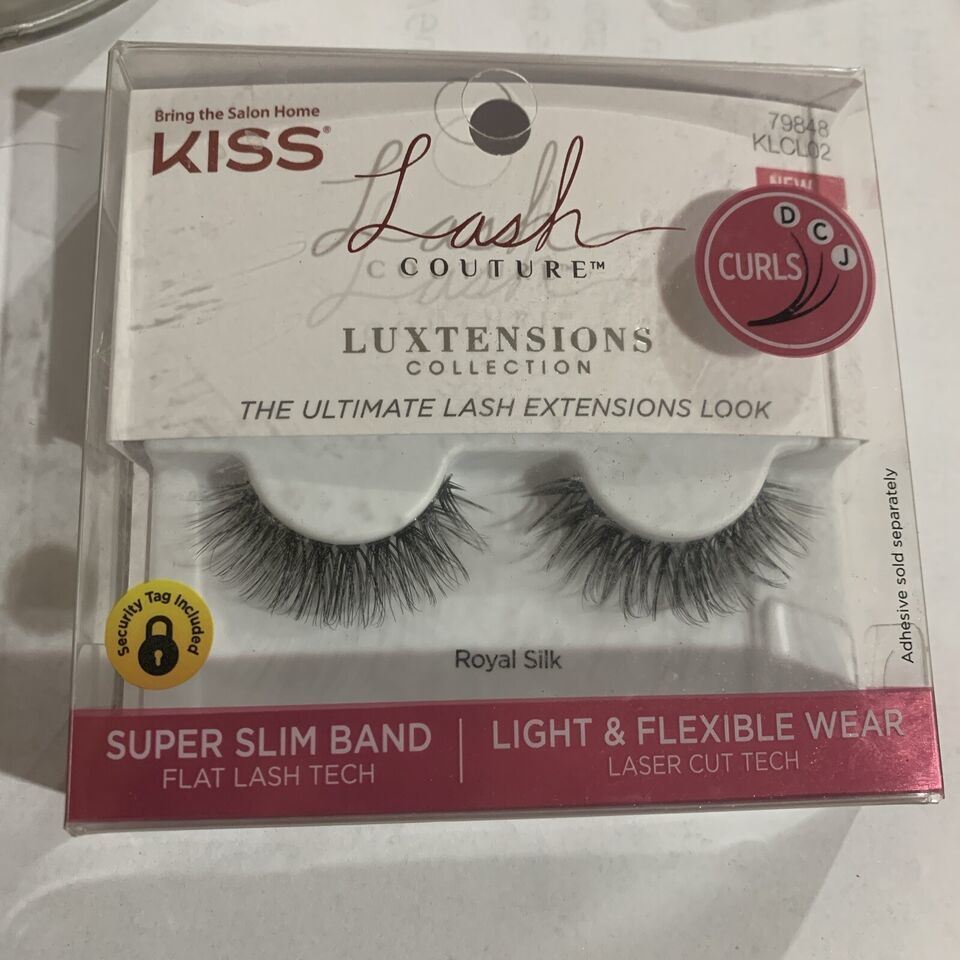 Bring the Salon Home
KISS®
79848
KLCL02
NEW
Lash
COUTURE™
D
C
J
CURLS
LUXTENSIONS
COLLECTION
THE ULTIMATE LASH EXTENSIONS LOOK
Adhesive sold separately
Security Tag Included
Royal Silk
SUPER SLIM BAND
FLAT LASH TECH
LIGHT & FLEXIBLE WEAR
LASER CUT TECH